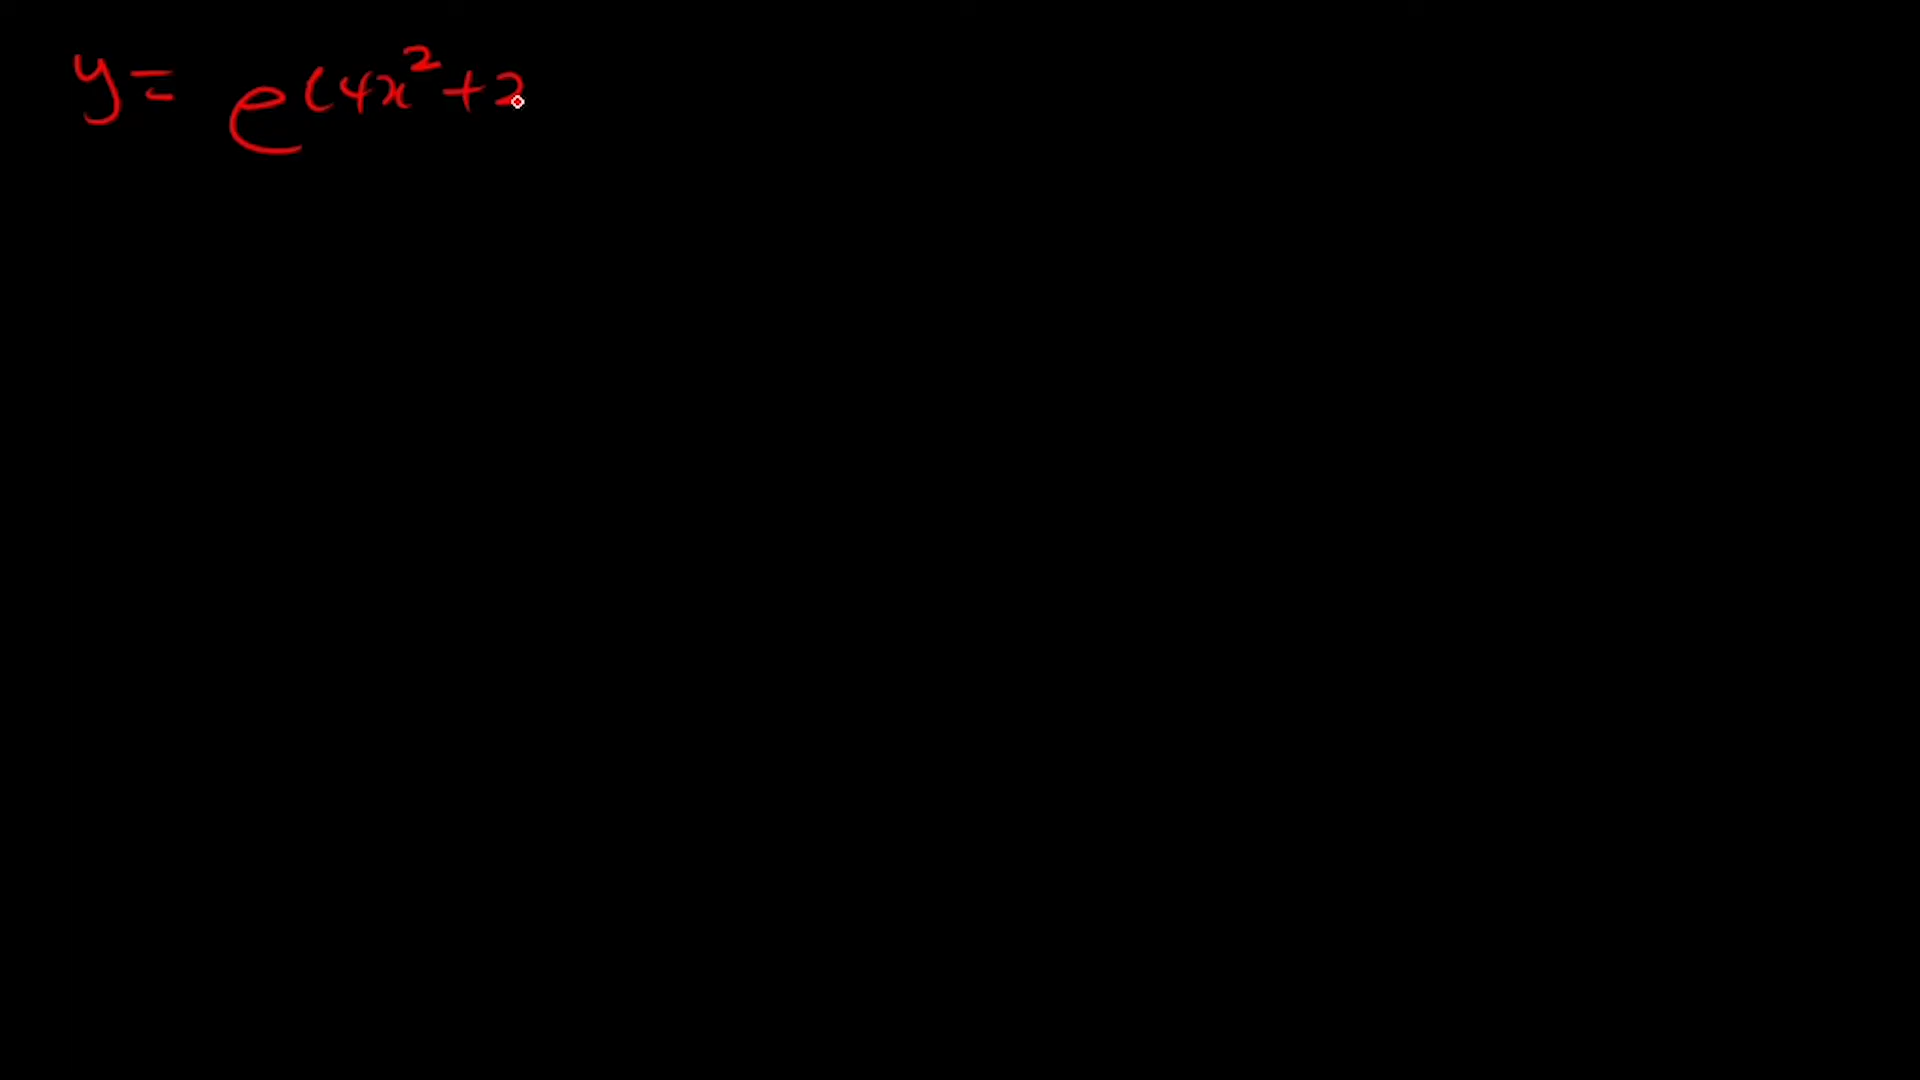 y = e^(4x²+2